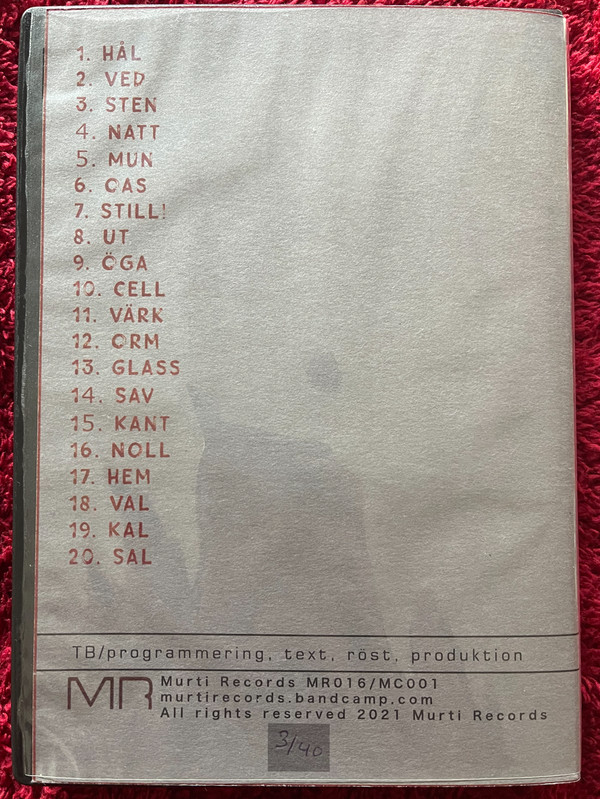 1. HÅL
2. VED
3. STEN
4. NATT
5. MUN
6. GAS
7. STILL!
8. UT
9. ÖGA
10. CELL
11. VÄRK
12. ORM
13. GLASS
14. SAV
15. KANT
16. NOLL
17. HEM
18. VAL
19. KAL
20. SAL
TB/programmering, text, röst, produktion
MR
Murti Records MR016/MC001
murtirecords.bandcamp.com
All rights reserved 2021 Murti Records
3/40